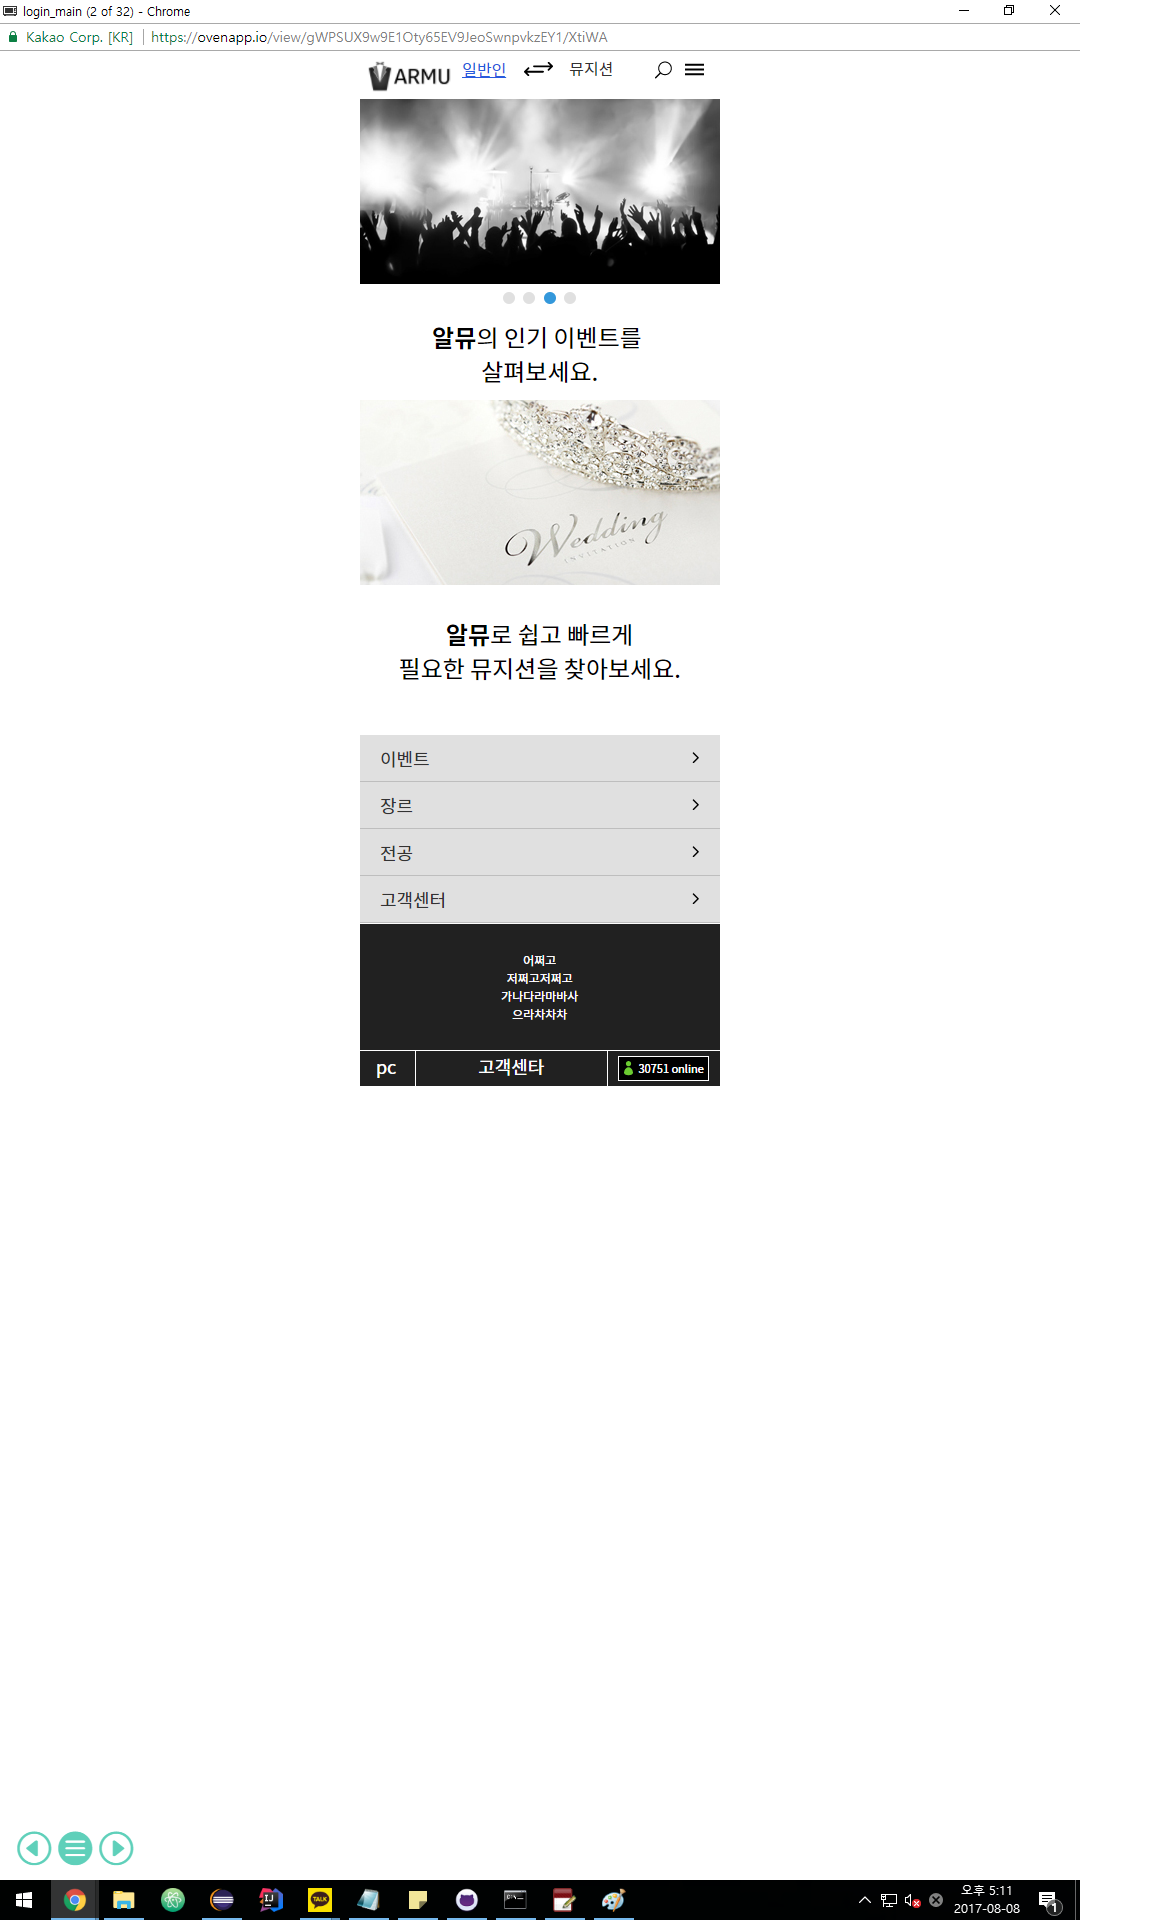 login_main (2 of 32) - Chrome
Kakao Corp. [KR] https://ovenapp.io/view/gWPSUX9w9E1Oty65EV9JeoSwnpvkzEY1/XtiWA
ARMU 일반인 뮤지션
알뮤의 인기 이벤트를
살펴보세요.
Wedding
INVITATION
알뮤로 쉽고 빠르게
필요한 뮤지션을 찾아보세요.
이벤트
장르
전공
고객센터
어쩌고
저쩌고저쩌고
가나다라마바사
으라차차차
pc 고객센타 30751 online
IJ TALK C:\_
오후 5:11
2017-08-08
1